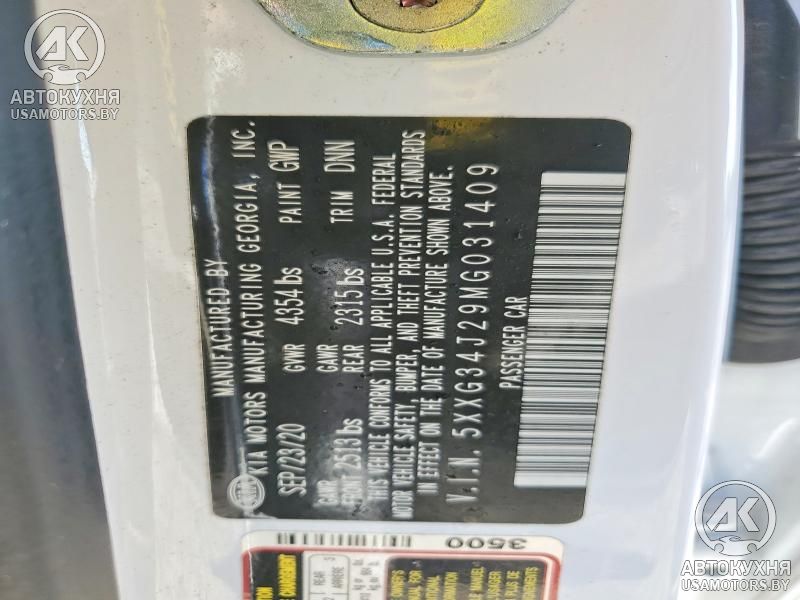 АК
АВТОКУХНЯ
USAMOTORS.BY
MANUFACTURED BY
KIA MOTORS MANUFACTURING GEORGIA, INC.
SEP/23/20 GVWR 4354 lbs PAINT GWP
GAWR FRONT 2513 lbs GAWR REAR 2315 lbs TRIM DNN
THIS VEHICLE CONFORMS TO ALL APPLICABLE U.S.A. FEDERAL
MOTOR VEHICLE SAFETY, BUMPER, AND THEFT PREVENTION STANDARDS
IN EFFECT ON THE DATE OF MANUFACTURE SHOWN ABOVE.
V.I.N. 5XXG34J29MG031409
PASSENGER CAR
3500
REAR
АК
АВТОКУХНЯ
USAMOTORS.BY